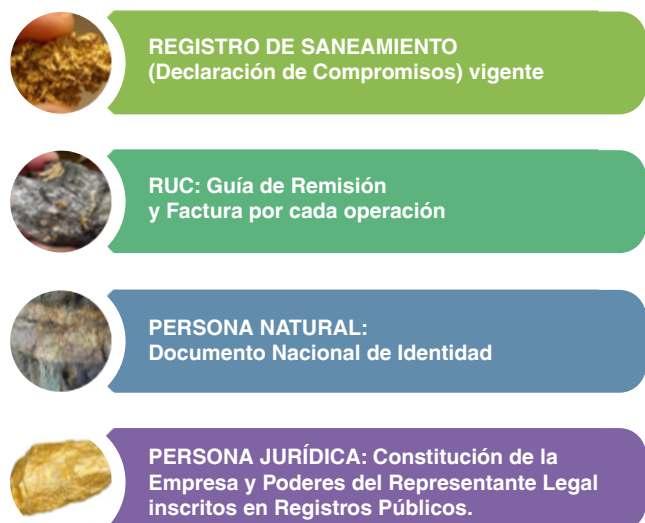 REGISTRO DE SANEAMIENTO
(Declaración de Compromisos) vigente
RUC: Guía de Remisión
y Factura por cada operación
PERSONA NATURAL:
Documento Nacional de Identidad
PERSONA JURÍDICA: Constitución de la
Empresa y Poderes del Representante Legal
inscritos en Registros Públicos.